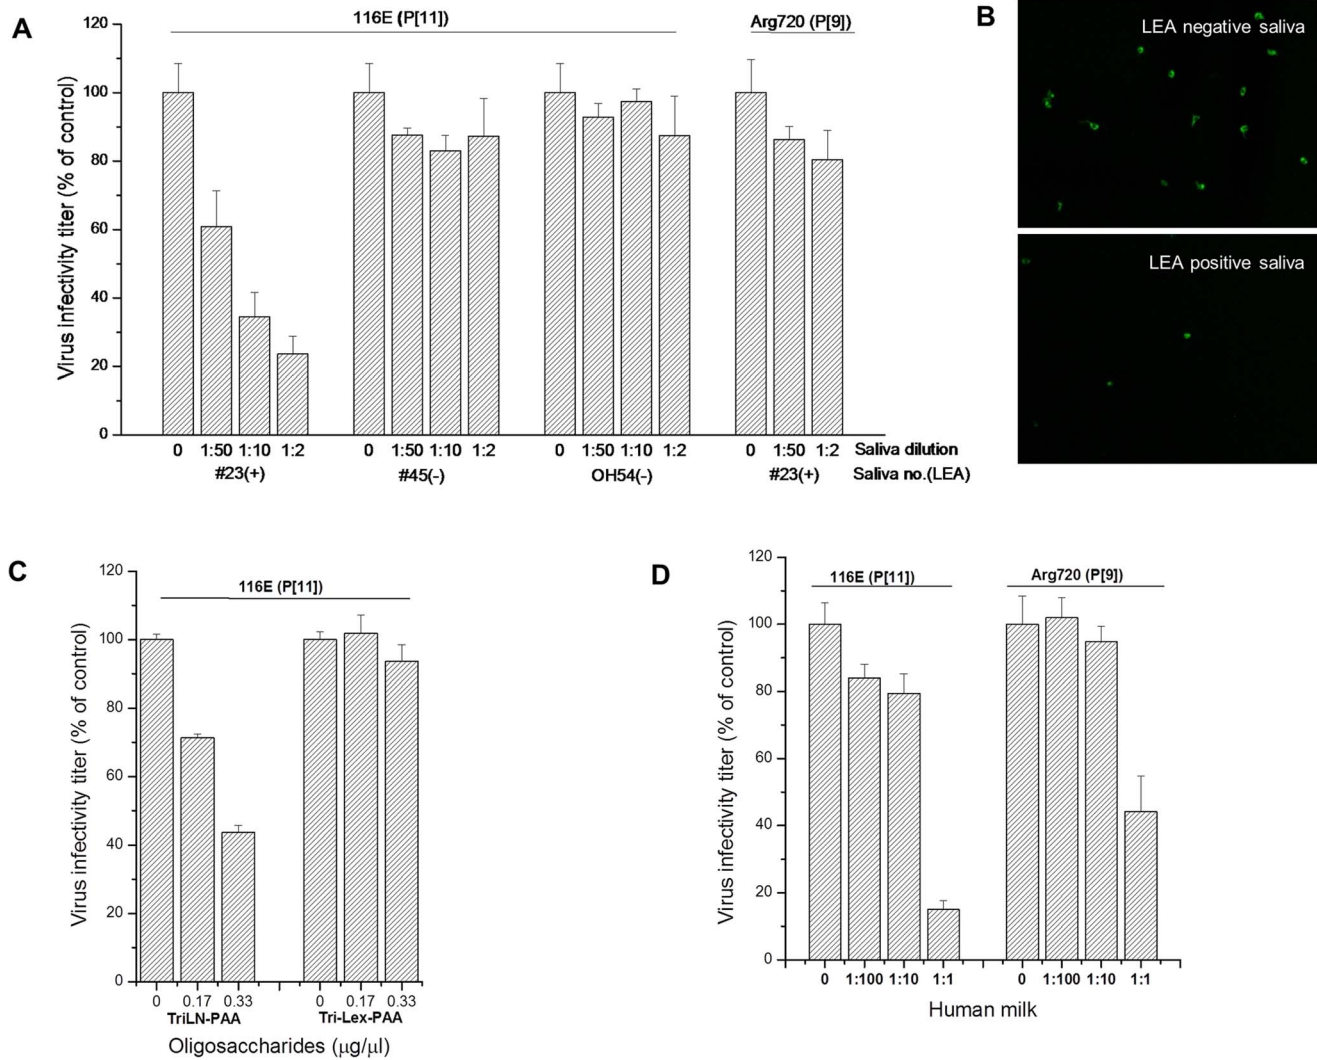 A
116E (P[11])
Arg720 (P[9])
Virus infectivity titer (% of control)
120
100
80
60
40
20
0
0 1:50 1:10 1:2 0 1:50 1:10 1:2 0 1:50 1:10 1:2 0 1:50 1:2 Saliva dilution
#23(+) #45(-) OH54(-) #23(+) Saliva no.(LEA)
B
LEA negative saliva
LEA positive saliva
C
116E (P[11])
Virus infectivity titer (% of control)
120
100
80
60
40
20
0
0 0.17 0.33 0 0.17 0.33
TriLN-PAA Tri-Lex-PAA
Oligosaccharides (μg/μl)
D
116E (P[11]) Arg720 (P[9])
Virus infectivity titer (% of control)
120
100
80
60
40
20
0
0 1:100 1:10 1:1 0 1:100 1:10 1:1
Human milk